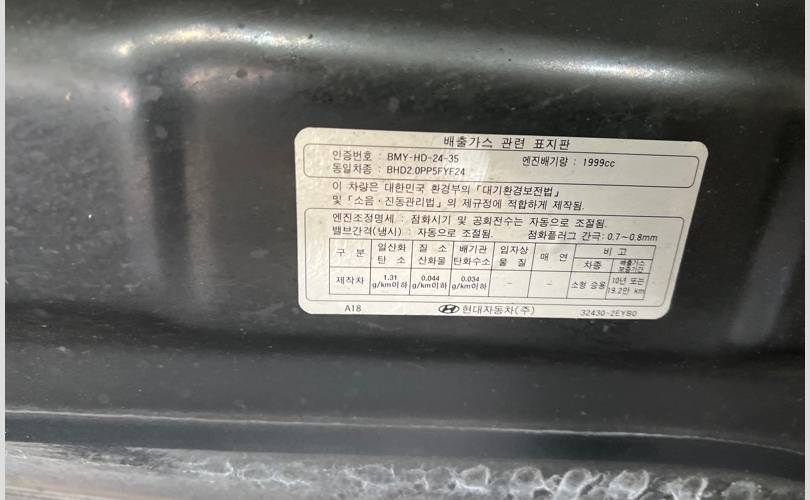 배출가스 관련 표지판
인증번호 : BMY-HD-24-35 엔진배기량 : 1999cc
동일차종 : BHD2.0PP5FYF24
이 차량은 대한민국 환경부의 「대기환경보전법」
및 「소음·진동관리법」의 제규정에 적합하게 제작됨.
엔진조정명세 : 점화시기 및 공회전수는 자동으로 조절됨.
밸브간격(냉시) : 자동으로 조절됨. 점화플러그 간극: 0.7~0.8mm
구 분 일산화 탄 소 질 소 산화물 배기관 탄화수소 입자상 물 질 매 연 비 고
차종 배출가스 보증기간
제작차 1.31 g/km이하 0.044 g/km이하 0.034 g/km이하 - - 소형 승용 10년 또는 19.2만 km
A18 현대자동차(주) 32430-2EYB0